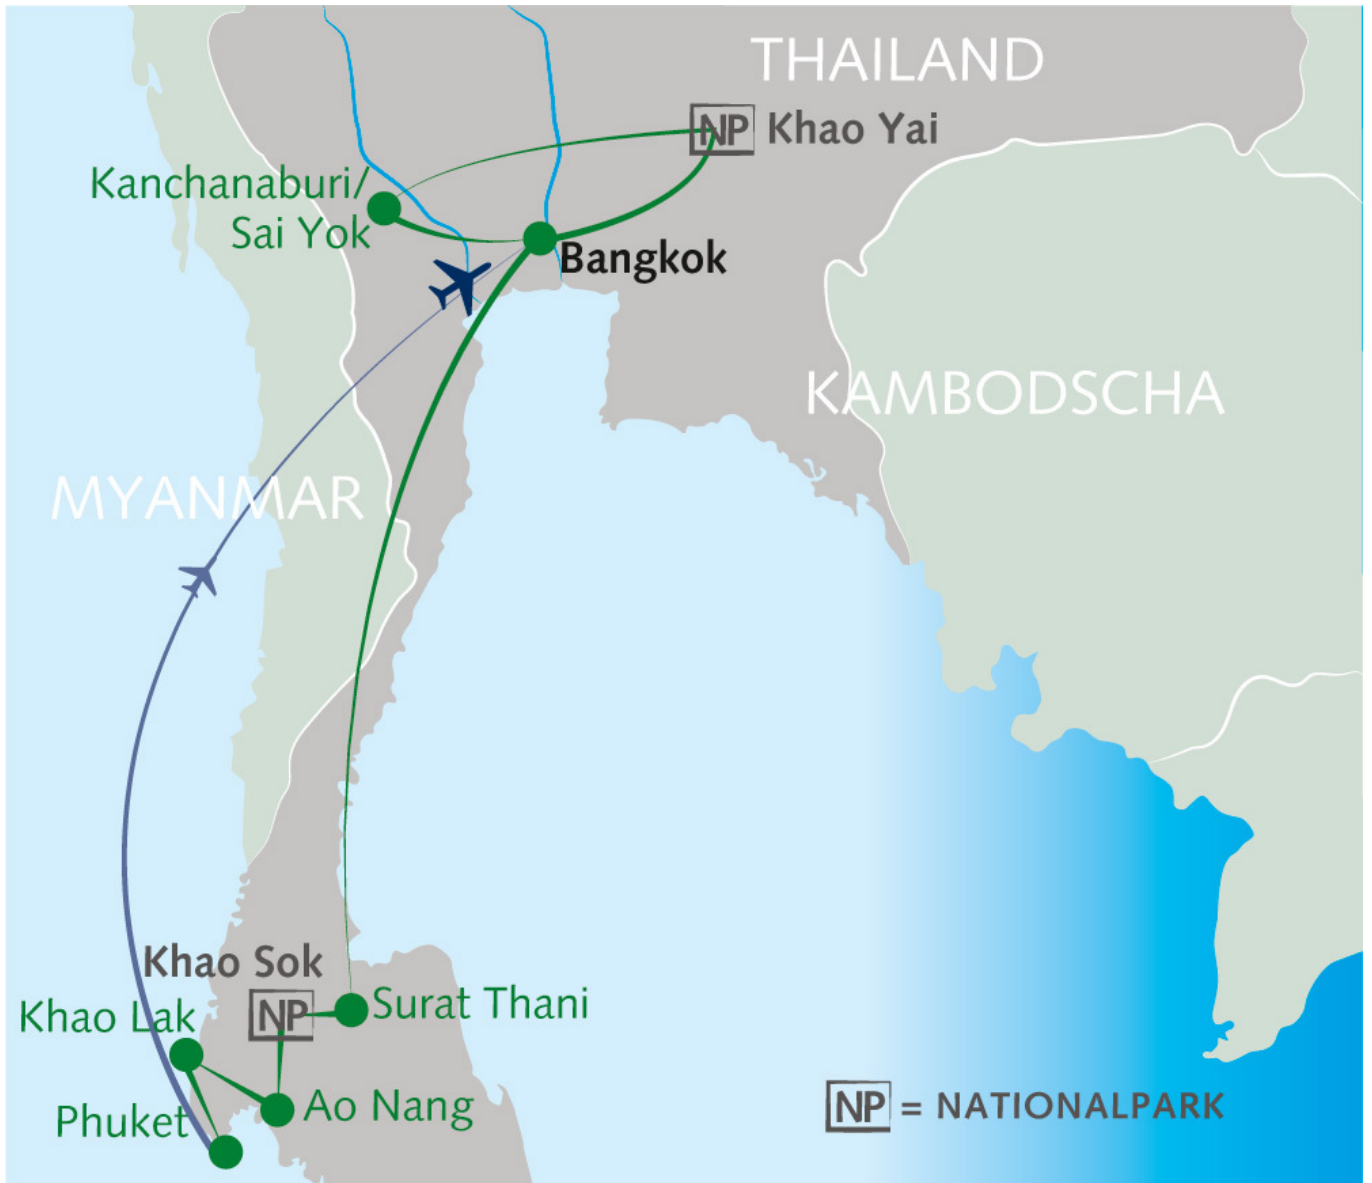 THAILAND
NP Khao Yai
Kanchanaburi/
Sai Yok
Bangkok
KAMBODSCHA
MYANMAR
Khao Sok
NP
Surat Thani
Khao Lak
Ao Nang
Phuket
NP = NATIONALPARK